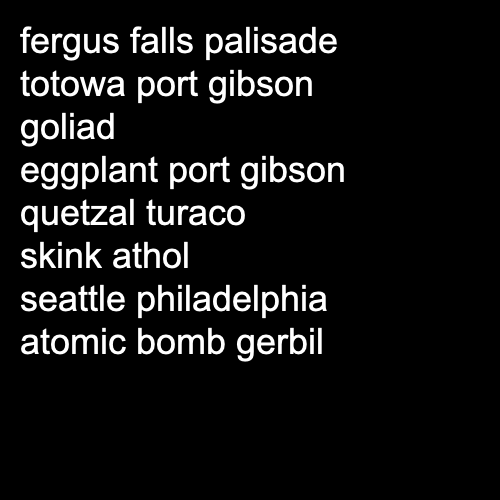 fergus falls palisade
totowa port gibson
goliad
eggplant port gibson
quetzal turaco
skink athol
seattle philadelphia
atomic bomb gerbil